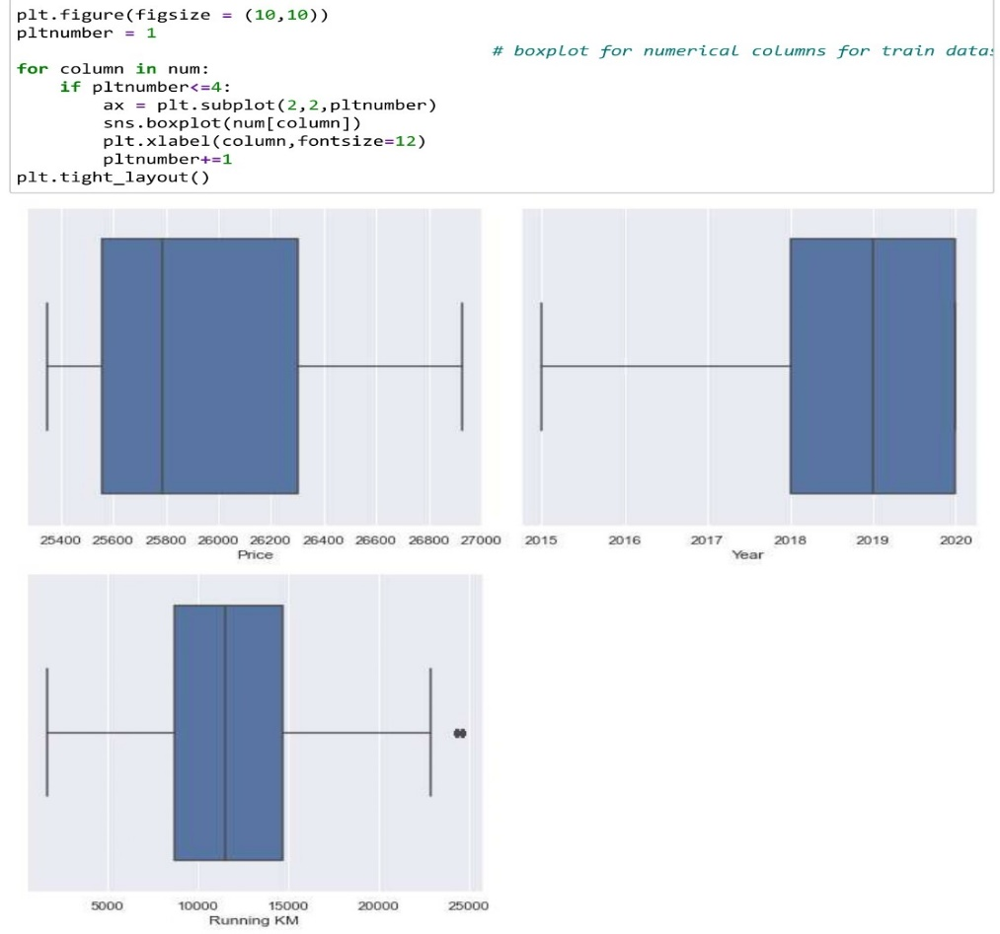 plt.figure(figsize = (10,10))
pltnumber = 1
# boxplot for numerical columns for train
for column in num:
    if pltnumber<=4:
        ax = plt.subplot(2,2,pltnumber)
        sns.boxplot(num[column])
        plt.xlabel(column,fontsize=12)
        pltnumber+=1
plt.tight_layout()
25400 25600 25800 26000 26200 26400 26600 26800 27000
Price
2015 2016 2017 2018 2019 2020
Year
5000 10000 15000 20000 25000
Running KM